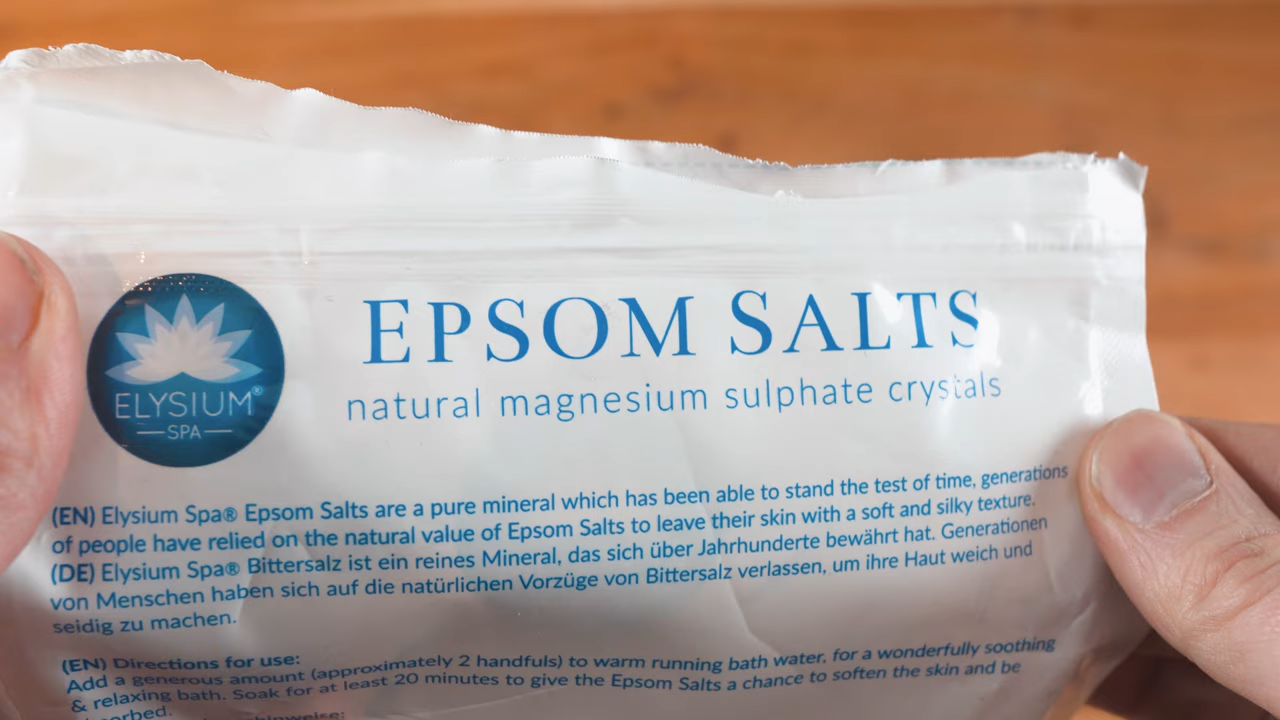 ELYSIUM®
SPA
EPSOM SALTS
natural magnesium sulphate crystals
(EN) Elysium Spa® Epsom Salts are a pure mineral which has been able to stand the test of time, generations
of people have relied on the natural value of Epsom Salts to leave their skin with a soft and silky texture.
(DE) Elysium Spa® Bittersalz ist ein reines Mineral, das sich über Jahrhunderte bewährt hat. Generationen
von Menschen haben sich auf die natürlichen Vorzüge von Bittersalz verlassen, um ihre Haut weich und
seidig zu machen.
(EN) Directions for use:
Add a generous amount (approximately 2 handfuls) to warm running bath water, for a wonderfully soothing
& relaxing bath. Soak for at least 20 minutes to give the Epsom Salts a chance to soften the skin and be